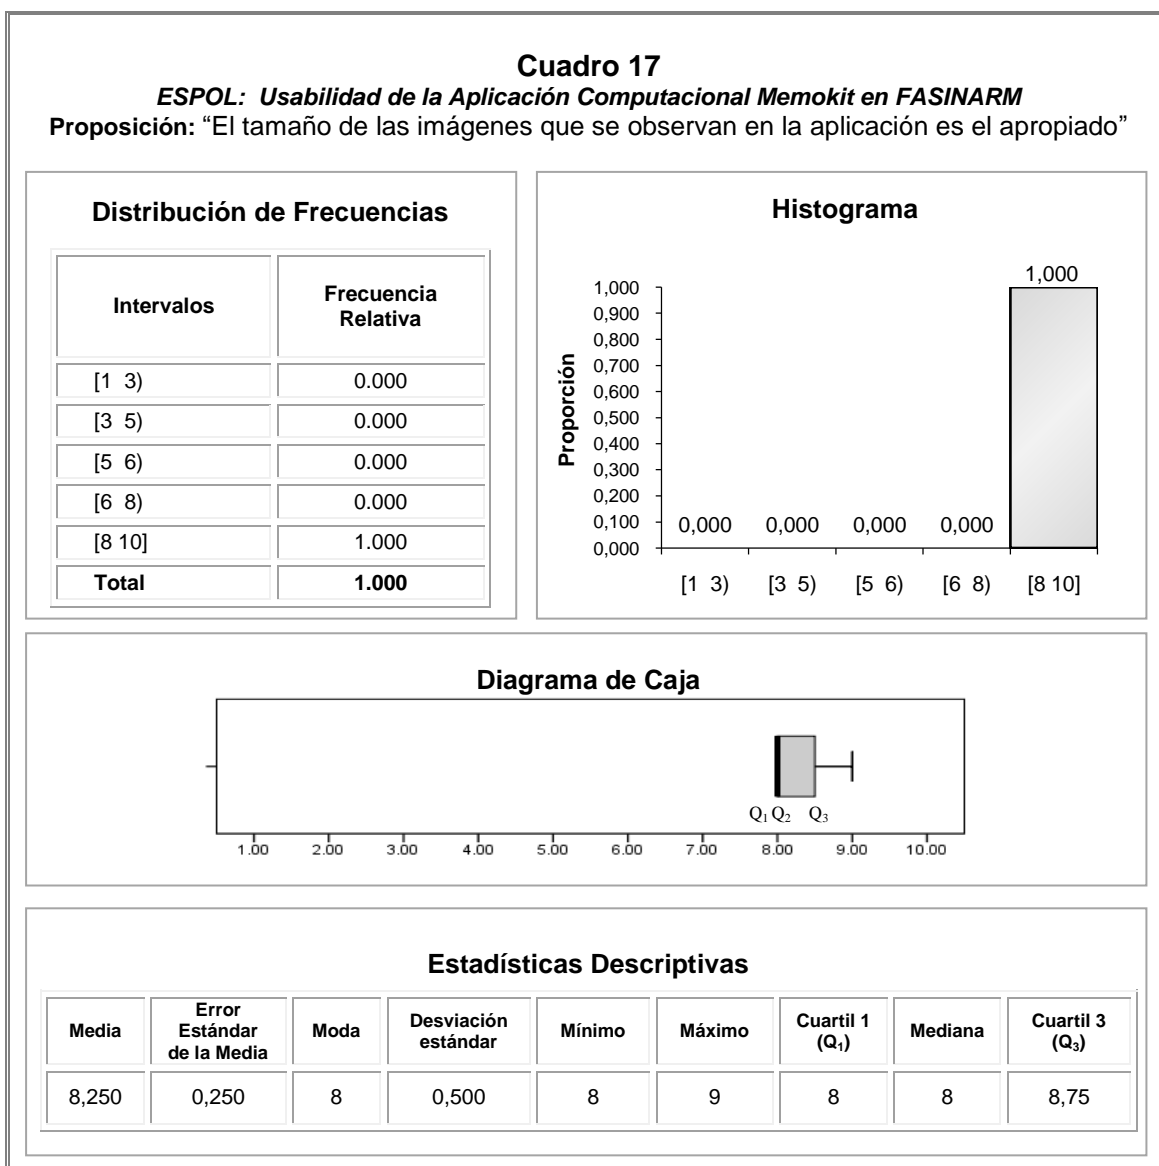 Cuadro 17
ESPOL: Usabilidad de la Aplicación Computacional Memokit en FASINARM
Proposición: “El tamaño de las imágenes que se observan en la aplicación es el apropiado”
Distribución de Frecuencias
Intervalos Frecuencia Relativa
[1 3) 0.000
[3 5) 0.000
[5 6) 0.000
[6 8) 0.000
[8 10] 1.000
Total 1.000
Histograma
Proporción
1,000
0,900
0,800
0,700
0,600
0,500
0,400
0,300
0,200
0,100
0,000
0,000 0,000 0,000 0,000 1,000
[1 3) [3 5) [5 6) [6 8) [8 10]
Diagrama de Caja
Q₁ Q₂ Q₃
1.00 2.00 3.00 4.00 5.00 6.00 7.00 8.00 9.00 10.00
Estadísticas Descriptivas
Media Error Estándar de la Media Moda Desviación estándar Mínimo Máximo Cuartil 1 (Q₁) Mediana Cuartil 3 (Q₃)
8,250 0,250 8 0,500 8 9 8 8 8,75